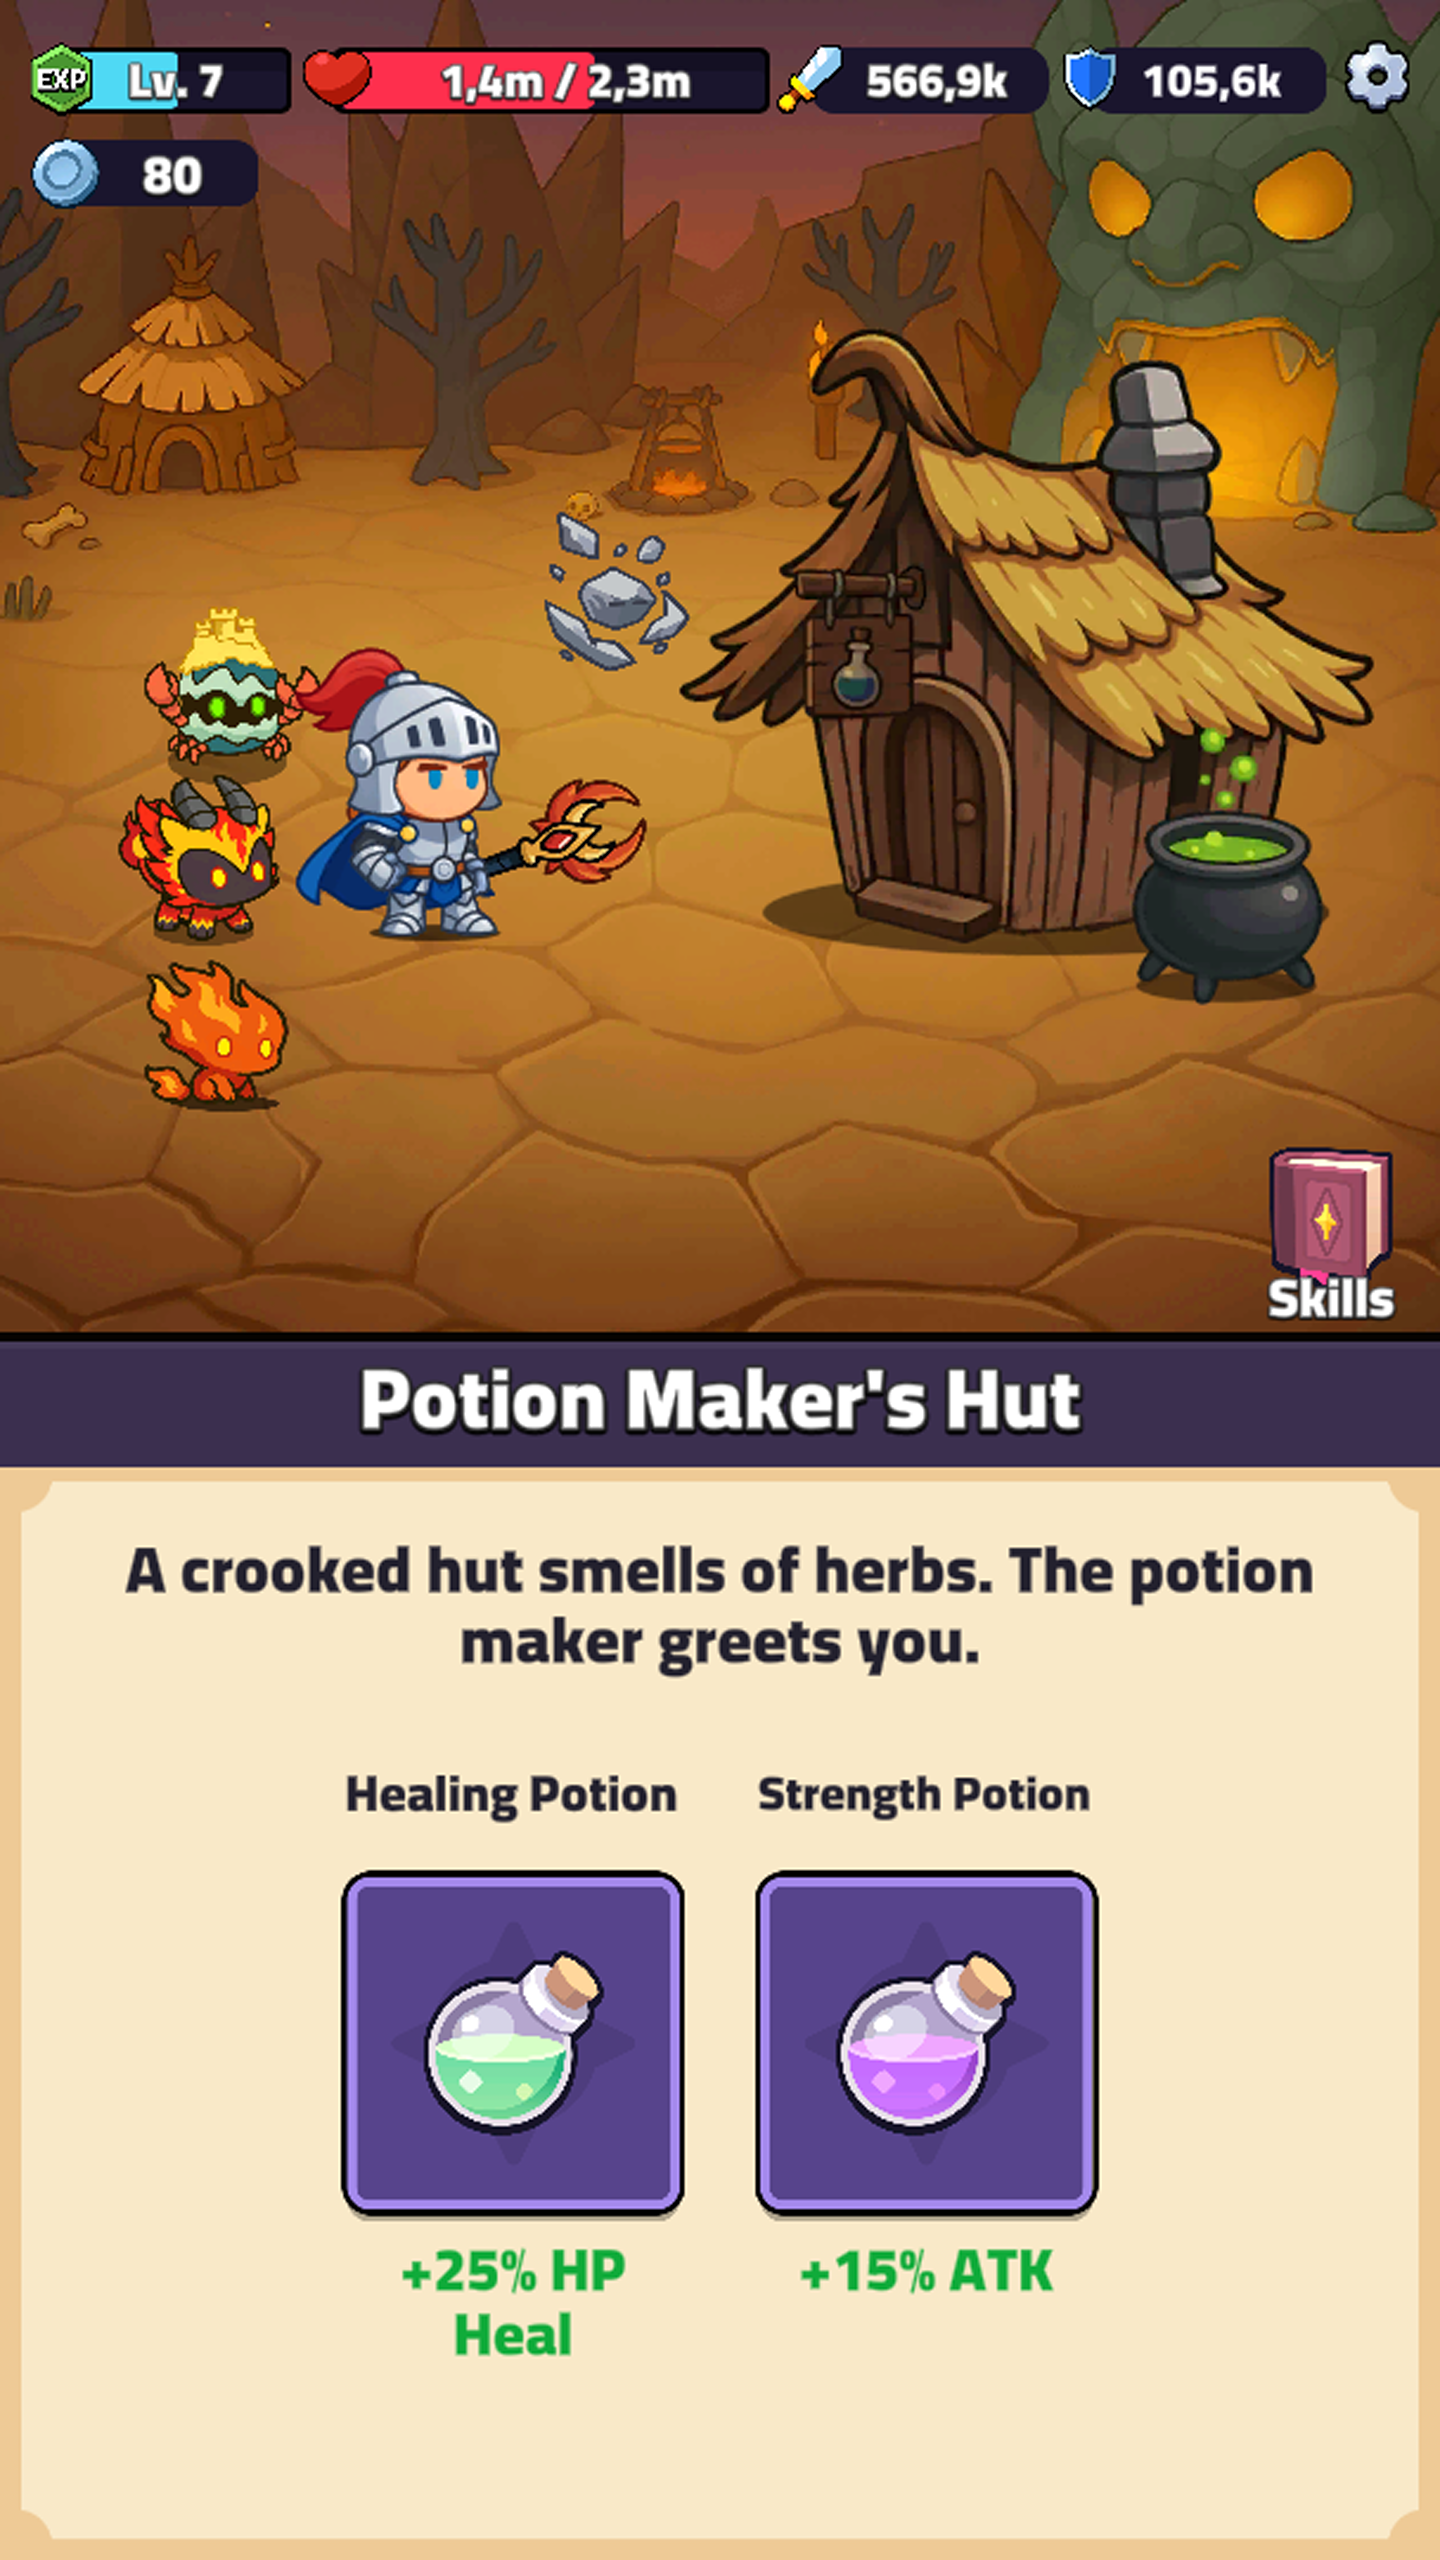 EXP Lv. 7 1,4m / 2,3m 566,9k 105,6k
80
Skills
Potion Maker's Hut
A crooked hut smells of herbs. The potion
maker greets you.
Healing Potion Strength Potion
+25% HP
Heal
+15% ATK